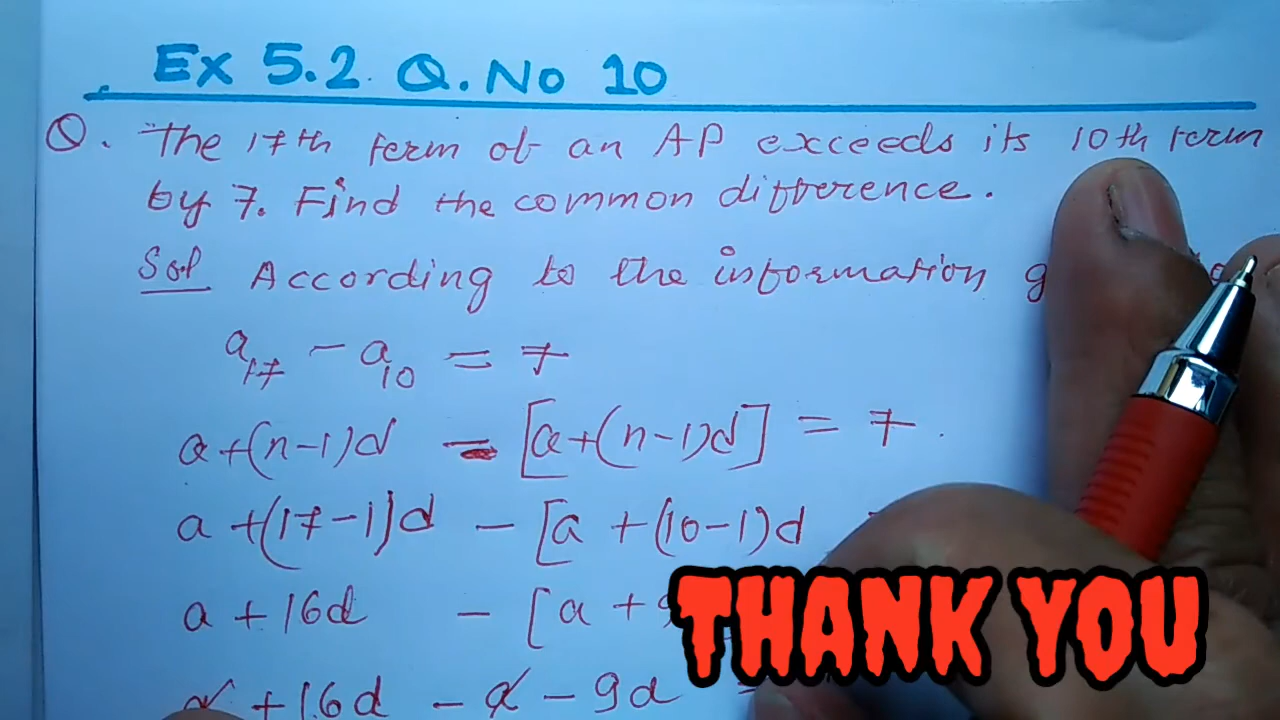 Ex 5.2. Q. No 10
Q. The 17th term of an AP exceeds its 10th term
by 7. Find the common difference.
Sol According to the information
a₁₇ - a₁₀ = 7
a+(n-1)d - [a+(n-1)d] = 7.
a +(17-1)d - [a +(10-1)d
a + 16d - [a +
a + 16d - a - 9d =
THANK YOU